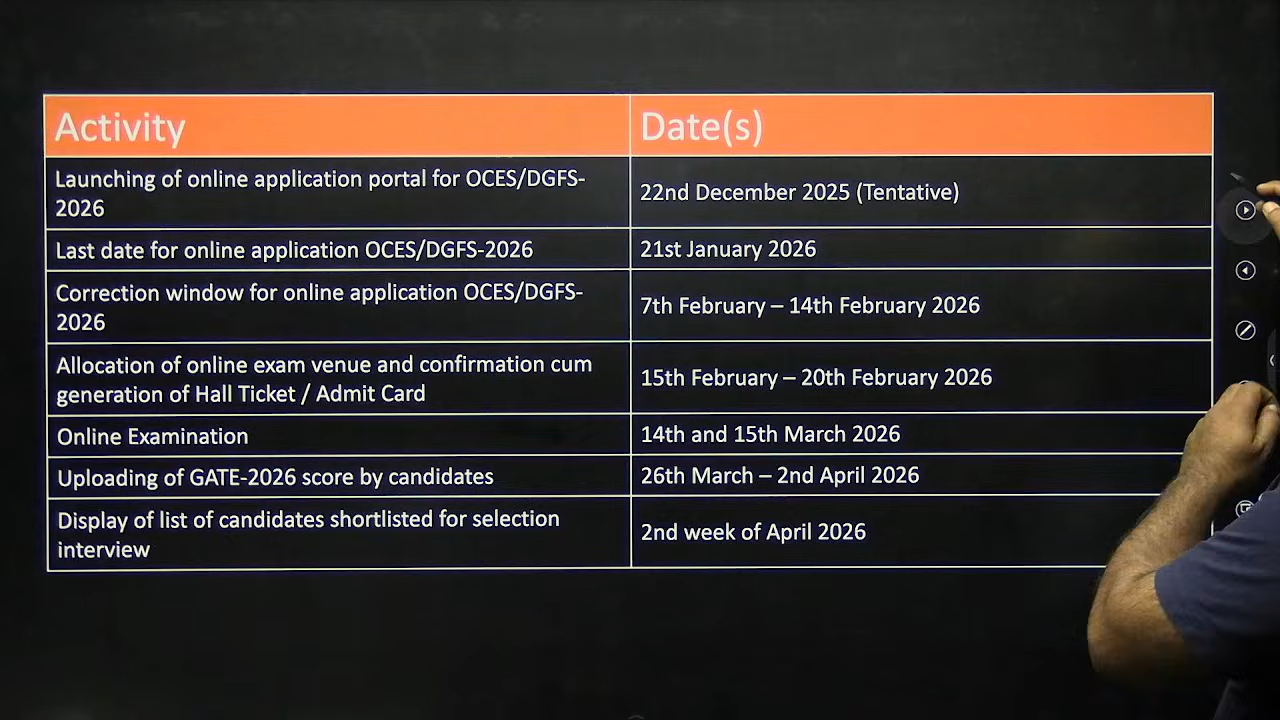 Activity
Date(s)
Launching of online application portal for OCES/DGFS-
2026
22nd December 2025 (Tentative)
Last date for online application OCES/DGFS-2026
21st January 2026
Correction window for online application OCES/DGFS-
2026
7th February – 14th February 2026
Allocation of online exam venue and confirmation cum
generation of Hall Ticket / Admit Card
15th February – 20th February 2026
Online Examination
14th and 15th March 2026
Uploading of GATE-2026 score by candidates
26th March – 2nd April 2026
Display of list of candidates shortlisted for selection
interview
2nd week of April 2026